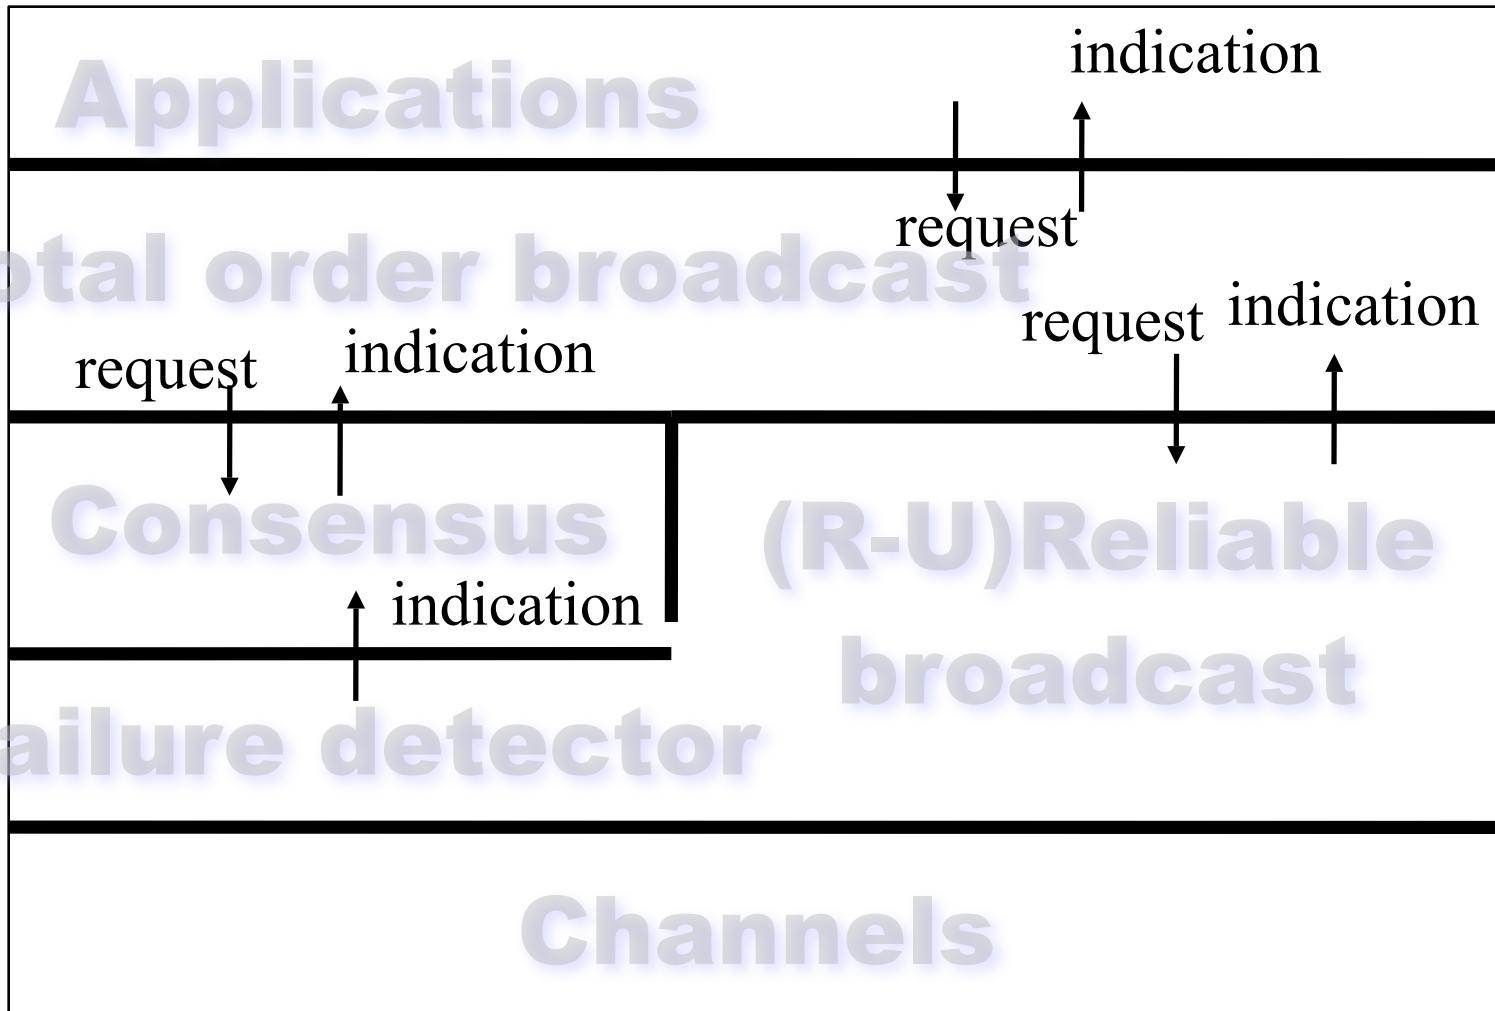 indication
Applications
request
otal order broadcast
request indication
request indication
Consensus
(R-U)Reliable
broadcast
indication
ailure detector
Channels